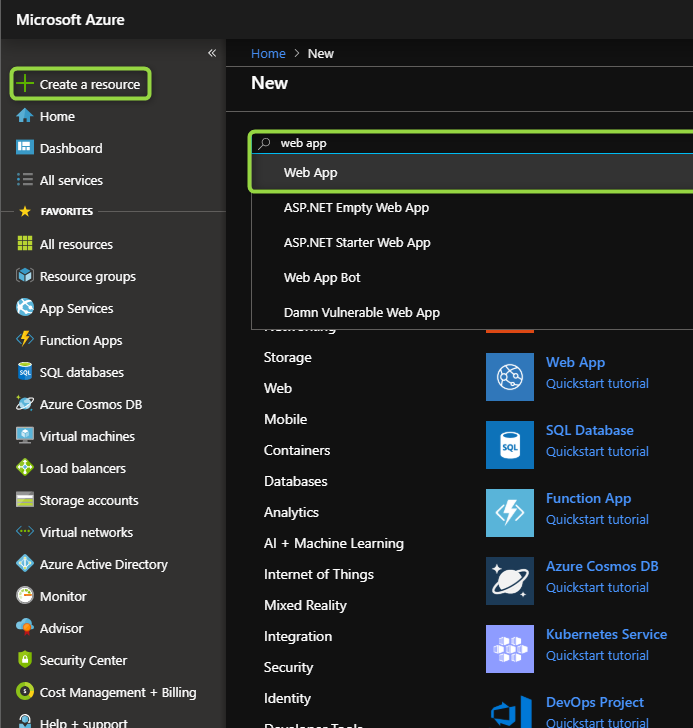 Microsoft Azure
«
Create a resource
Home
Dashboard
All services
FAVORITES
All resources
Resource groups
App Services
Function Apps
SQL databases
Azure Cosmos DB
Virtual machines
Load balancers
Storage accounts
Virtual networks
Azure Active Directory
Monitor
Advisor
Security Center
Cost Management + Billing
Help + support
Home > New
New
web app
Web App
ASP.NET Empty Web App
ASP.NET Starter Web App
Web App Bot
Damn Vulnerable Web App
Networking
Storage
Web
Mobile
Containers
Databases
Analytics
AI + Machine Learning
Internet of Things
Mixed Reality
Integration
Security
Identity
Developer Tools
Web App
Quickstart tutorial
SQL
SQL Database
Quickstart tutorial
Function App
Quickstart tutorial
Azure Cosmos DB
Quickstart tutorial
Kubernetes Service
Quickstart tutorial
DevOps Project
Quickstart tutorial